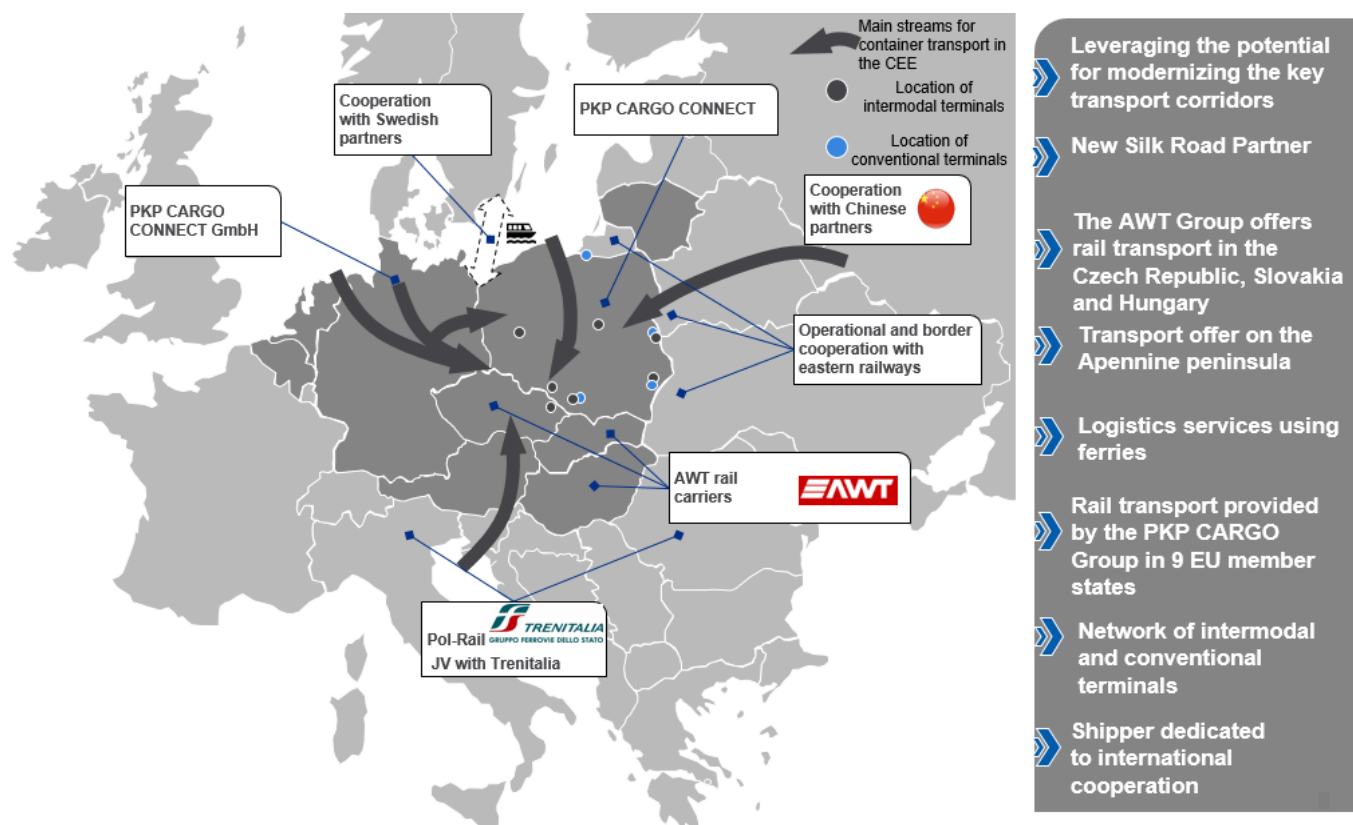 Main streams for
container transport in
the CEE
Location of
intermodal terminals
Location of
conventional terminals
Cooperation
with Swedish
partners
PKP CARGO CONNECT
Cooperation
with Chinese
partners
PKP CARGO
CONNECT GmbH
Operational and border
cooperation with
eastern railways
AWT rail
carriers
AWT
Pol-Rail
TRENITALIA
GRUPPO FERROVIE DELLO STATO
JV with Trenitalia
Leveraging the potential
for modernizing the key
transport corridors
New Silk Road Partner
The AWT Group offers
rail transport in the
Czech Republic, Slovakia
and Hungary
Transport offer on the
Apennine peninsula
Logistics services using
ferries
Rail transport provided
by the PKP CARGO
Group in 9 EU member
states
Network of intermodal
and conventional
terminals
Shipper dedicated
to international
cooperation